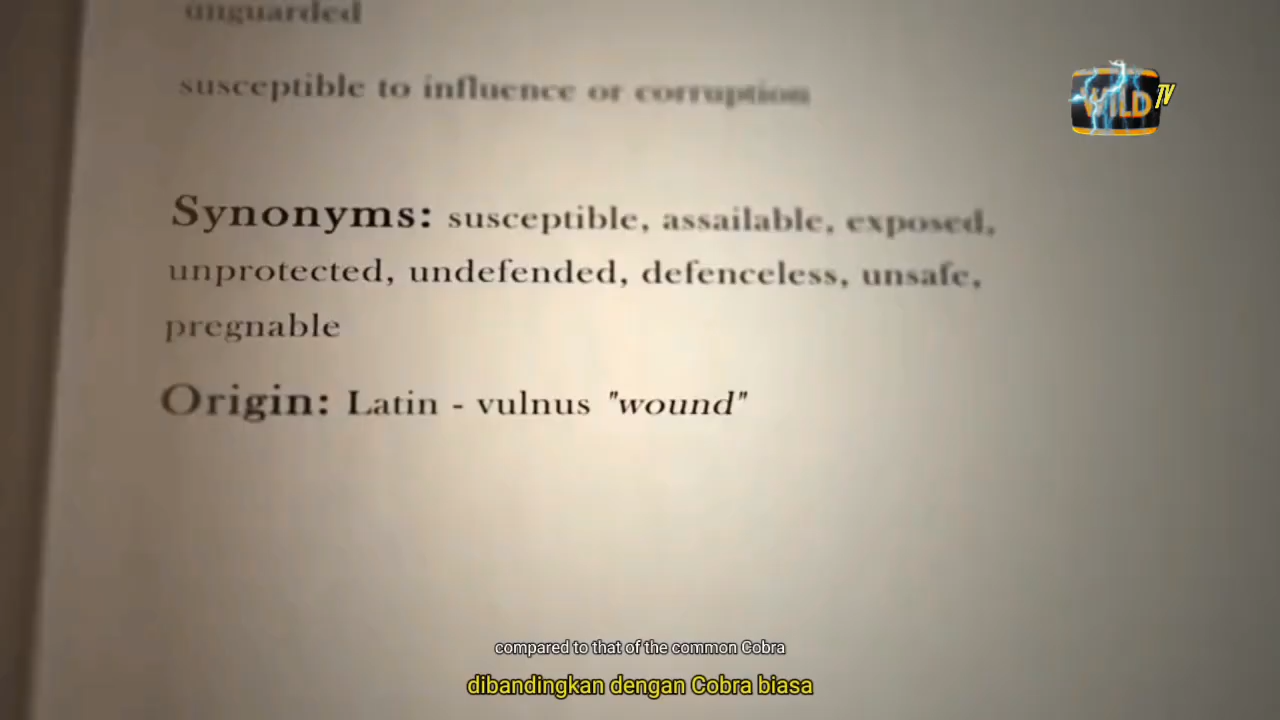 unguarded
susceptible to influence or corruption
WILD TV
Synonyms: susceptible, assailable, exposed,
unprotected, undefended, defenceless, unsafe,
pregnable
Origin: Latin - vulnus "wound"
compared to that of the common Cobra
dibandingkan dengan Cobra biasa